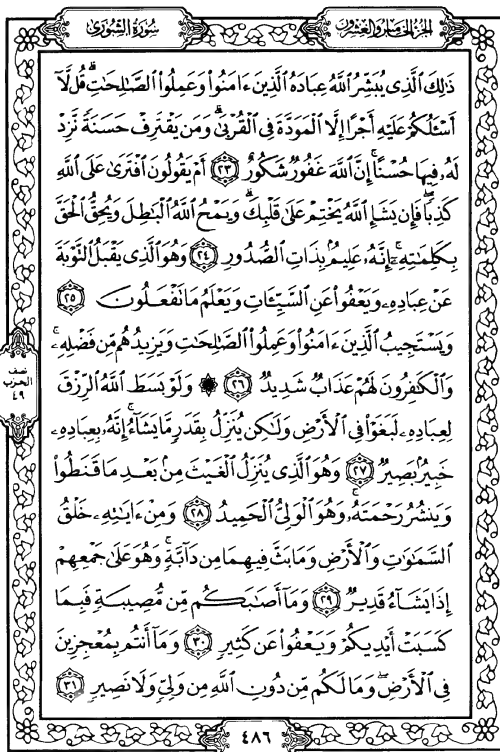 الجزء الخامس والعشرون
سورة الشورى
ذَٰلِكَ ٱلَّذِى يُبَشِّرُ ٱللَّهُ عِبَادَهُ ٱلَّذِينَ ءَامَنُوا۟ وَعَمِلُوا۟ ٱلصَّٰلِحَٰتِ ۗ قُل لَّآ
أَسْـَٔلُكُمْ عَلَيْهِ أَجْرًا إِلَّا ٱلْمَوَدَّةَ فِى ٱلْقُرْبَىٰ ۗ وَمَن يَقْتَرِفْ حَسَنَةً نَّزِدْ
لَهُۥ فِيهَا حُسْنًا ۚ إِنَّ ٱللَّهَ غَفُورٌ شَكُورٌ ٢٣ أَمْ يَقُولُونَ ٱفْتَرَىٰ عَلَى ٱللَّهِ
كَذِبًا ۖ فَإِن يَشَإِ ٱللَّهُ يَخْتِمْ عَلَىٰ قَلْبِكَ ۗ وَيَمْحُ ٱللَّهُ ٱلْبَٰطِلَ وَيُحِقُّ ٱلْحَقَّ
بِكَلِمَٰتِهِۦٓ ۚ إِنَّهُۥ عَلِيمٌۢ بِذَاتِ ٱلصُّدُورِ ٢٤ وَهُوَ ٱلَّذِى يَقْبَلُ ٱلتَّوْبَةَ
عَنْ عِبَادِهِۦ وَيَعْفُوا۟ عَنِ ٱلسَّيِّـَٔاتِ وَيَعْلَمُ مَا تَفْعَلُونَ ٢٥
وَيَسْتَجِيبُ ٱلَّذِينَ ءَامَنُوا۟ وَعَمِلُوا۟ ٱلصَّٰلِحَٰتِ وَيَزِيدُهُم مِّن فَضْلِهِۦ ۚ
وَٱلْكَٰفِرُونَ لَهُمْ عَذَابٌ شَدِيدٌ ٢٦ ۞ وَلَوْ بَسَطَ ٱللَّهُ ٱلرِّزْقَ
لِعِبَادِهِۦ لَبَغَوْا۟ فِى ٱلْأَرْضِ وَلَٰكِن يُنَزِّلُ بِقَدَرٍ مَّا يَشَآءُ ۚ إِنَّهُۥ بِعِبَادِهِۦ
خَبِيرٌۢ بَصِيرٌ ٢٧ وَهُوَ ٱلَّذِى يُنَزِّلُ ٱلْغَيْثَ مِنۢ بَعْدِ مَا قَنَطُوا۟
وَيَنشُرُ رَحْمَتَهُۥ ۚ وَهُوَ ٱلْوَلِىُّ ٱلْحَمِيدُ ٢٨ وَمِنْ ءَايَٰتِهِۦ خَلْقُ
ٱلسَّمَٰوَٰتِ وَٱلْأَرْضِ وَمَا بَثَّ فِيهِمَا مِن دَآبَّةٍ ۚ وَهُوَ عَلَىٰ جَمْعِهِمْ
إِذَا يَشَآءُ قَدِيرٌ ٢٩ وَمَآ أَصَٰبَكُم مِّن مُّصِيبَةٍ فَبِمَا
كَسَبَتْ أَيْدِيكُمْ وَيَعْفُوا۟ عَن كَثِيرٍ ٣٠ وَمَآ أَنتُم بِمُعْجِزِينَ
فِى ٱلْأَرْضِ ۖ وَمَا لَكُم مِّن دُونِ ٱللَّهِ مِن وَلِىٍّ وَلَا نَصِيرٍ ٣١
نصف
الحزب
٤٩
٤٨٦